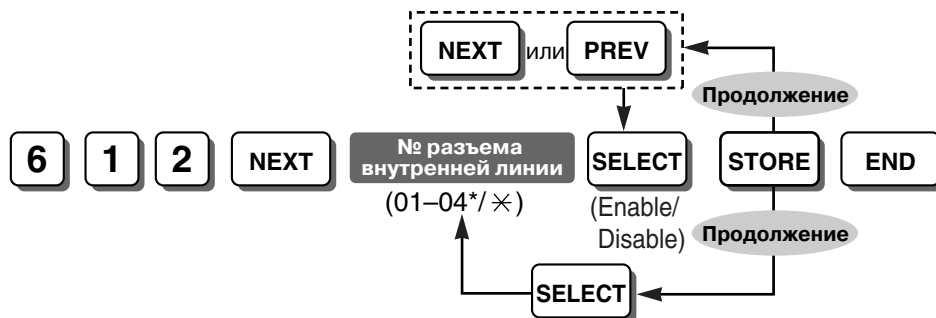 NEXT или PREV
Продолжение
6 1 2 NEXT № разъема внутренней линии SELECT STORE END
(01–04*/✳)
(Enable/
Disable)
Продолжение
SELECT